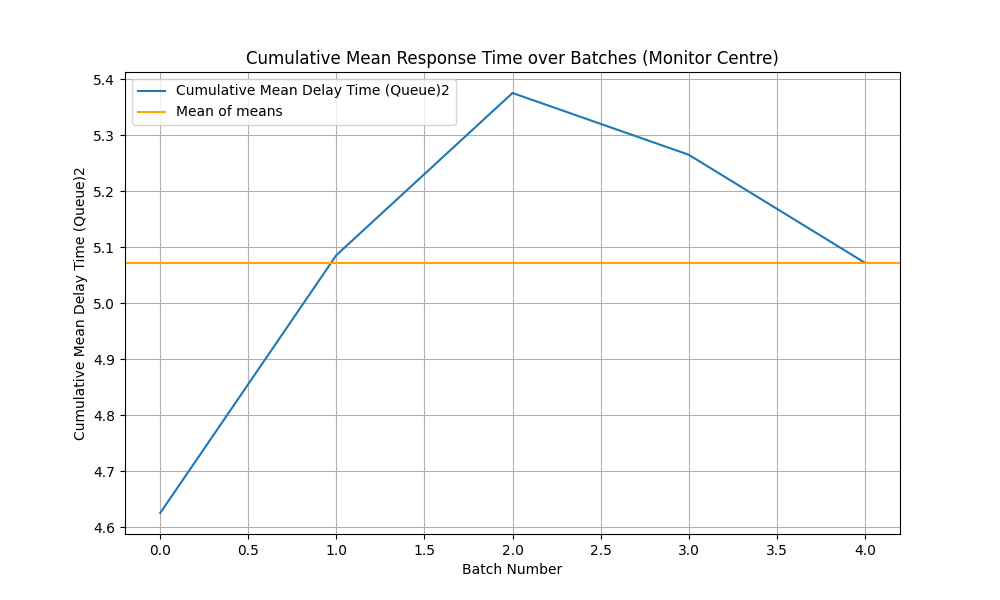 Cumulative Mean Response Time over Batches (Monitor Centre)
Cumulative Mean Delay Time (Queue)2
Mean of means
Cumulative Mean Delay Time (Queue)2
5.4
5.3
5.2
5.1
5.0
4.9
4.8
4.7
4.6
0.0 0.5 1.0 1.5 2.0 2.5 3.0 3.5 4.0
Batch Number